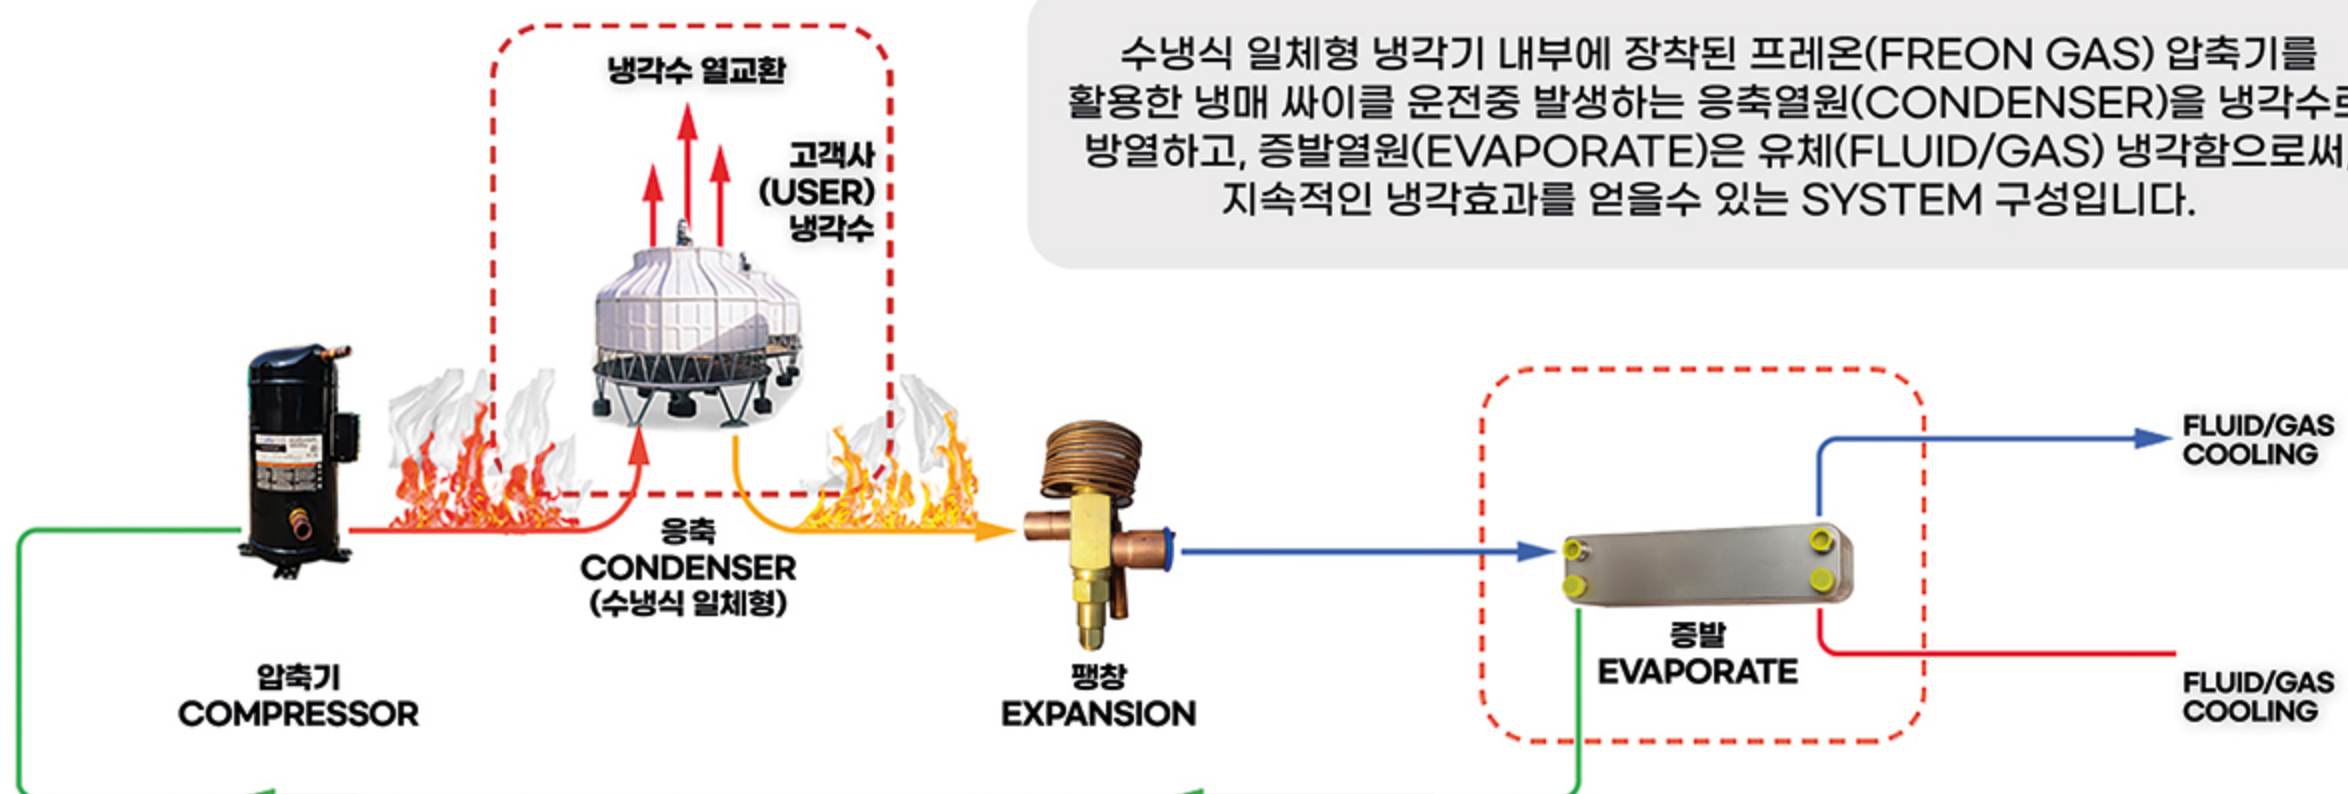 냉각수 열교환
고객사
(USER)
냉각수
수냉식 일체형 냉각기 내부에 장착된 프레온(FREON GAS) 압축기를
활용한 냉매 싸이클 운전중 발생하는 응축열원(CONDENSER)을 냉각수로
방열하고, 증발열원(EVAPORATE)은 유체(FLUID/GAS) 냉각함으로써,
지속적인 냉각효과를 얻을수 있는 SYSTEM 구성입니다.
압축기
COMPRESSOR
응축
CONDENSER
(수냉식 일체형)
팽창
EXPANSION
증발
EVAPORATE
FLUID/GAS
COOLING
FLUID/GAS
COOLING